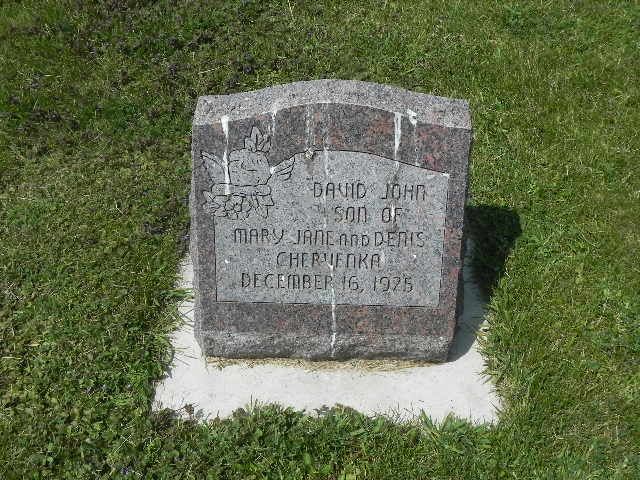 DAVID JOHN
SON OF
MARY JANE AND DENIS
CHERVENKA
DECEMBER 16, 1925